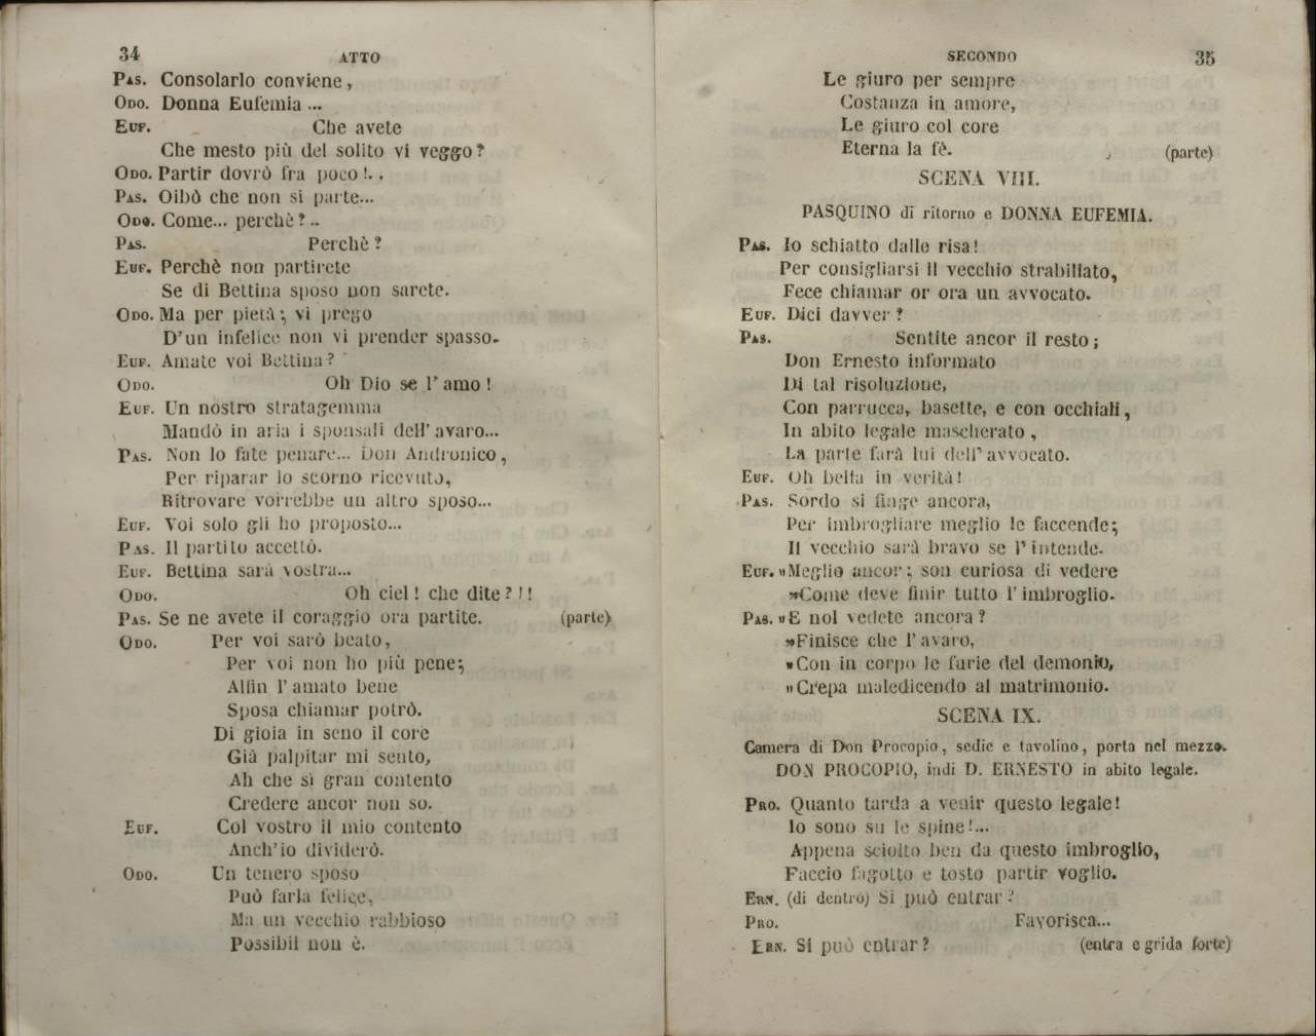 34
ATTO
PAS. Consolarlo conviene,
ODO. Donna Eufemia ...
EUF. Che avete
Che mesto più del solito vi veggo?
ODO. Partir dovrò fra poco!..
PAS. Oibò che non si parte...
ODO. Come... perchè?..
PAS. Perchè?
EUF. Perchè non partirete
Se di Bettina sposo non sarete.
ODO. Ma per pietà; vi prego
D'un infelice non vi prender spasso.
EUF. Amate voi Bettina?
ODO. Oh Dio se l'amo!
EUF. Un nostro stratagemma
Mandò in aria i sponsali dell'avaro...
PAS. Non lo fate penare... Don Andronico,
Per riparar lo scorno ricevuto,
Ritrovare vorrebbe un altro sposo...
EUF. Voi solo gli ho proposto...
PAS. Il partito accettò.
EUF. Bettina sarà vostra...
ODO. Oh ciel! che dite?!!
PAS. Se ne avete il coraggio ora partite. (parte)
ODO. Per voi sarò beato,
Per voi non ho più pene;
Alfin l'amato bene
Sposa chiamar potrò.
Di gioia in seno il core
Già palpitar mi sento,
Ah che sì gran contento
Credere ancor non so.
EUF. Col vostro il mio contento
Anch'io dividerò.
ODO. Un tenero sposo
Può farla felice,
Ma un vecchio rabbioso
Possibil non è.
SECONDO
35
Le giuro per sempre
Costanza in amore,
Le giuro col core
Eterna la fè. (parte)
SCENA VIII.
PASQUINO di ritorno e DONNA EUFEMIA.
PAS. Io schiatto dalle risa!
Per consigliarsi il vecchio strabiliato,
Fece chiamar or ora un avvocato.
EUF. Dici davver?
PAS. Sentite ancor il resto;
Don Ernesto informato
Di tal risoluzione,
Con parrucca, basette, e con occhiali,
In abito legale mascherato,
La parte farà lui dell'avvocato.
EUF. Oh bella in verità!
PAS. Sordo si finge ancora,
Per imbrogliare meglio le faccende;
Il vecchio sarà bravo se l'intende.
EUF. »Meglio ancor; son curiosa di vedere
»Come deve finir tutto l'imbroglio.
PAS. »E nol vedete ancora?
»Finisce che l'avaro,
»Con in corpo le furie del demonio,
»Crepa maledicendo al matrimonio.
SCENA IX.
Camera di Don Procopio, sedie e tavolino, porta nel mezzo.
DON PROCOPIO, indi D. ERNESTO in abito legale.
PRO. Quanto tarda a venir questo legale!
Io sono su le spine!...
Appena sciolto ben da questo imbroglio,
Faccio fagotto e tosto partir voglio.
ERN. (di dentro) Si può entrar?
PRO. Favorisca...
ERN. Si può entrar? (entra e grida forte)